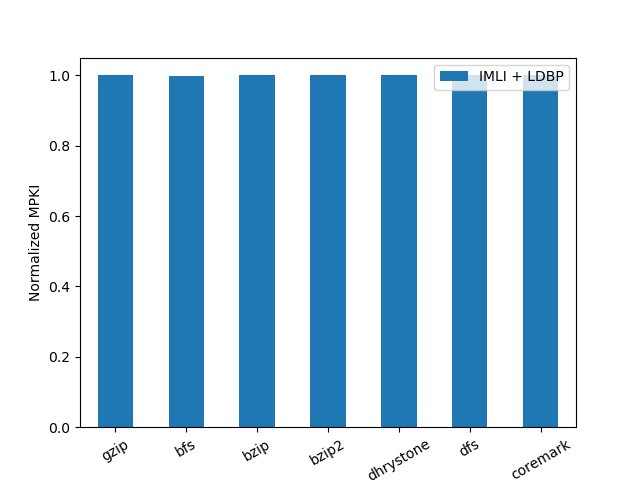 IMLI + LDBP
Normalized MPKI
1.0
0.8
0.6
0.4
0.2
0.0
gzip
bfs
bzip
bzip2
dhrystone
dfs
coremark